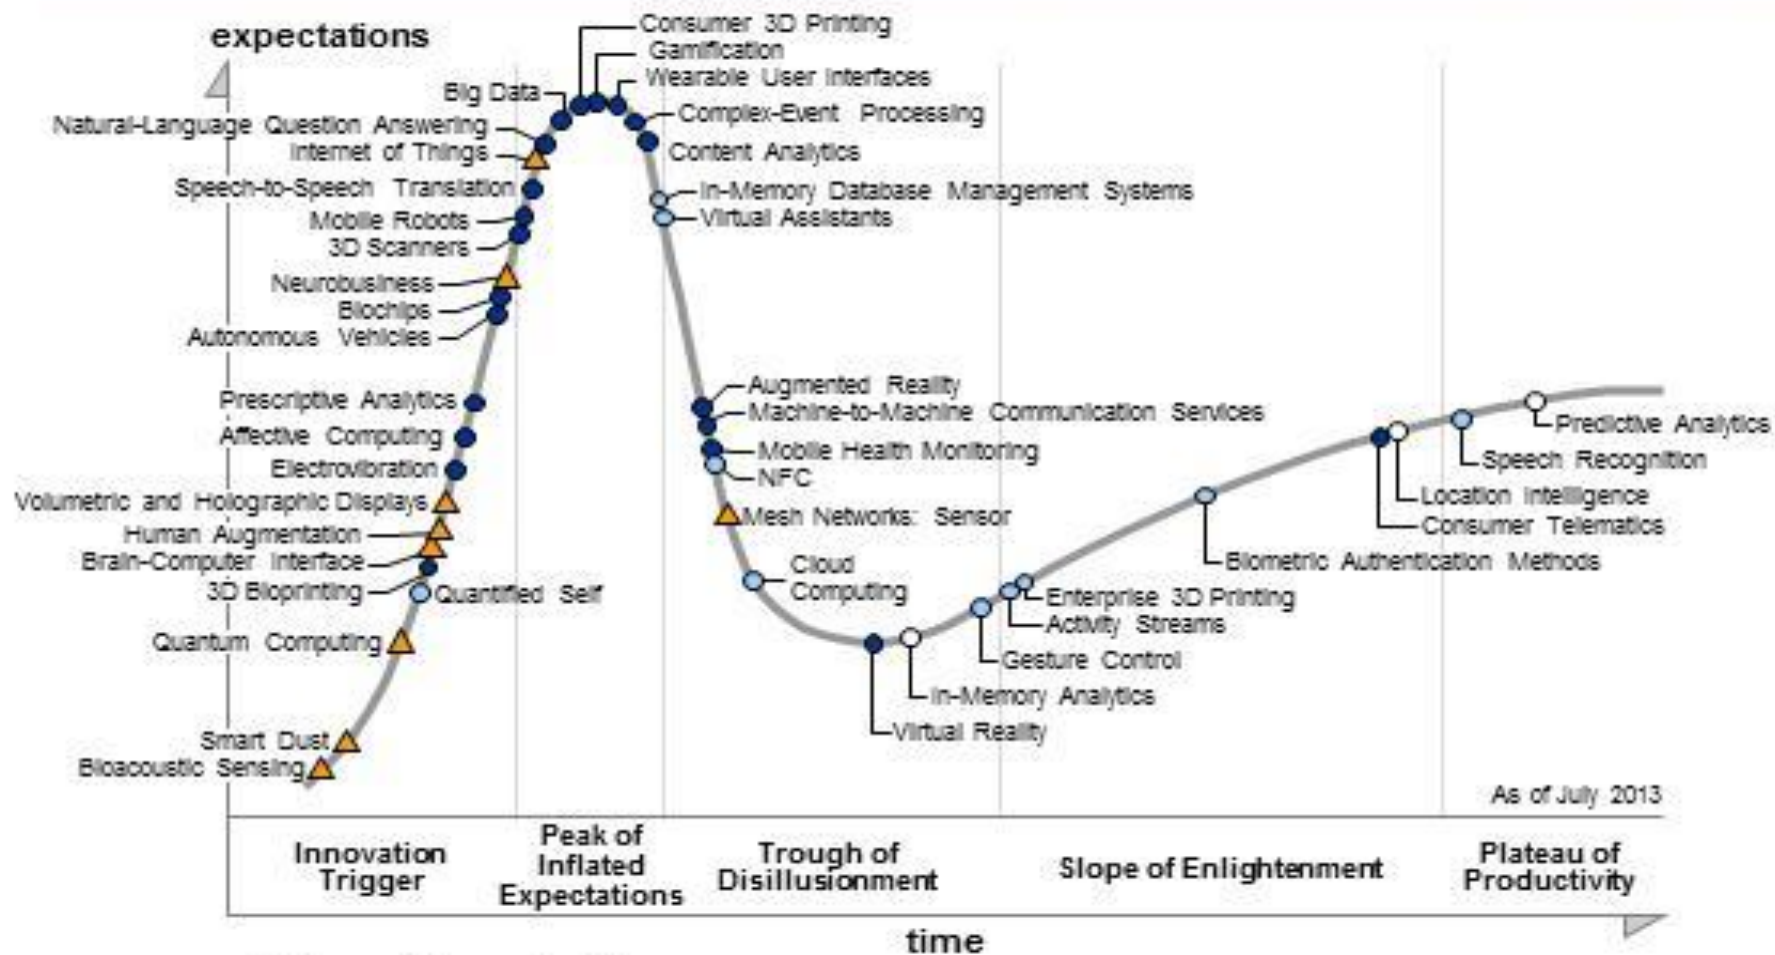 expectations
Consumer 3D Printing
Gamification
Wearable User Interfaces
Big Data
Complex-Event Processing
Natural-Language Question Answering
Content Analytics
Internet of Things
Speech-to-Speech Translation
In-Memory Database Management Systems
Mobile Robots
Virtual Assistants
3D Scanners
Neurobusiness
Biochips
Autonomous Vehicles
Augmented Reality
Prescriptive Analytics
Machine-to-Machine Communication Services
Affective Computing
Mobile Health Monitoring
Electrovibration
NFC
Volumetric and Holographic Displays
Mesh Networks: Sensor
Human Augmentation
Brain-Computer Interface
3D Bioprinting
Quantified Self
Quantum Computing
Smart Dust
Bioacoustic Sensing
Cloud
Computing
Predictive Analytics
Speech Recognition
Location Intelligence
Consumer Telematics
Biometric Authentication Methods
Enterprise 3D Printing
Activity Streams
Gesture Control
In-Memory Analytics
Virtual Reality
As of July 2013
Innovation
Trigger
Peak of
Inflated
Expectations
Trough of
Disillusionment
Slope of Enlightenment
Plateau of
Productivity
time